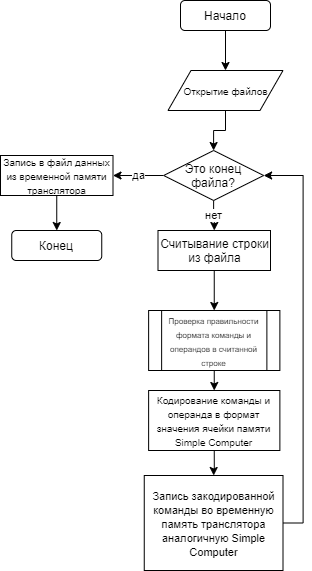 Начало
Открытие файлов
Это конец
файла?
да
Запись в файл данных
из временной памяти
транслятора
Конец
нет
Считывание строки
из файла
Проверка правильности
формата команды и
операндов в считанной
строке
Кодирование команды и
операнда в формат
значения ячейки памяти
Simple Computer
Запись закодированной
команды во временную
память транслятора
аналогичную Simple
Computer